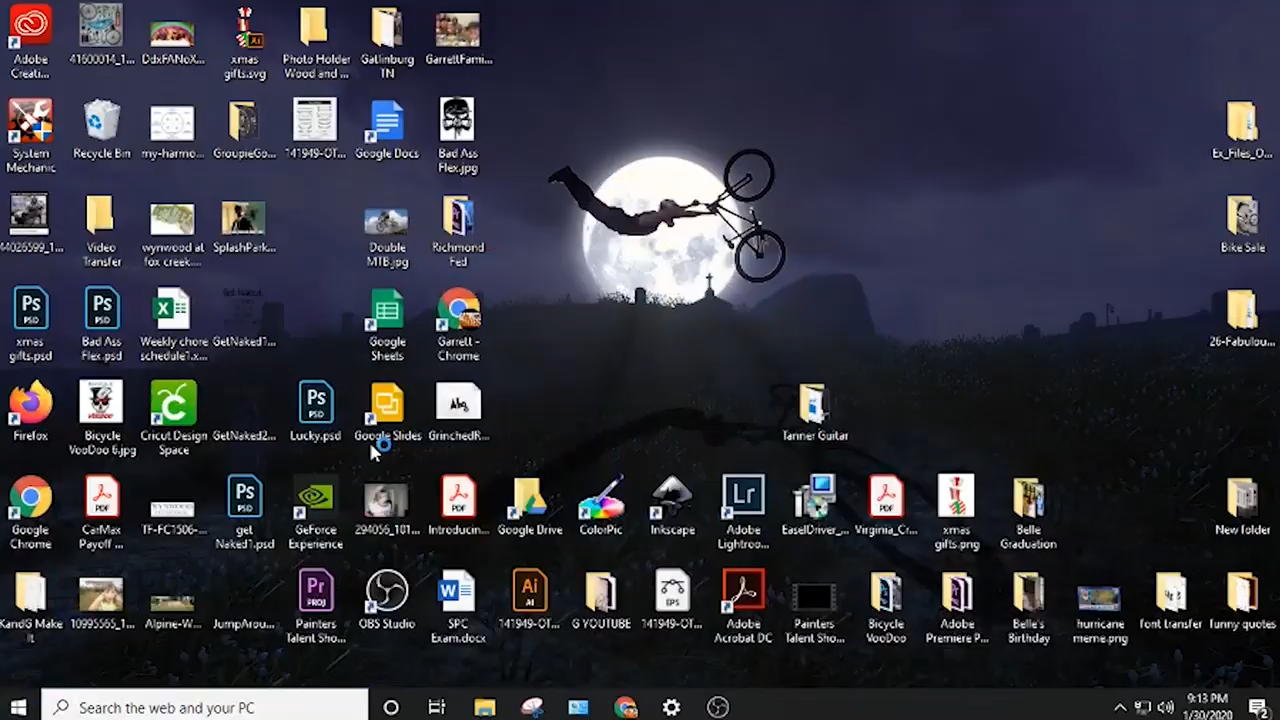 Adobe
Creati...
41600014_1...
DdxFANoX...
xmas
gifts.svg
Photo Holder
Wood and ...
Gatlinburg
TN
GarrettFami...
System
Mechanic
Recycle Bin
my-harmo...
GroupieGo...
141949-OT...
Google Docs
Bad Ass
Flex.jpg
Ex_Files_O...
44026599_1...
Video
Transfer
wynwood at
fox creek....
SplashPark...
Double
MTB.jpg
Richmond
Fed
Bike Sale
xmas
gifts.psd
Bad Ass
Flex.psd
Weekly chore
schedule1.x...
GetNaked1...
Google
Sheets
Garrett -
Chrome
26-Fabulou...
Firefox
Bicycle
VooDoo 6.jpg
Cricut Design
Space
GetNaked2...
Lucky.psd
Google Slides
GrinchedR...
Tanner Guitar
Google
Chrome
CarMax
Payoff ...
TF-FC1506-...
get
Naked1.psd
GeForce
Experience
294056_101...
Introducin...
Google Drive
ColorPic
Inkscape
Adobe
Lightroo...
EaselDriver_...
Virginia_Cr...
xmas
gifts.png
Belle
Graduation
New folder
KandG Make
It
10995565_1...
Alpine-W...
JumpArou...
Painters
Talent Sho...
OBS Studio
SPC
Exam.docx
141949-OT...
G YOUTUBE
141949-OT...
Adobe
Acrobat DC
Painters
Talent Sho...
Bicycle
VooDoo
Adobe
Premiere P...
Belle's
Birthday
hurricane
meme.png
font transfer
funny quotes
Search the web and your PC
9:13 PM
1/30/2020